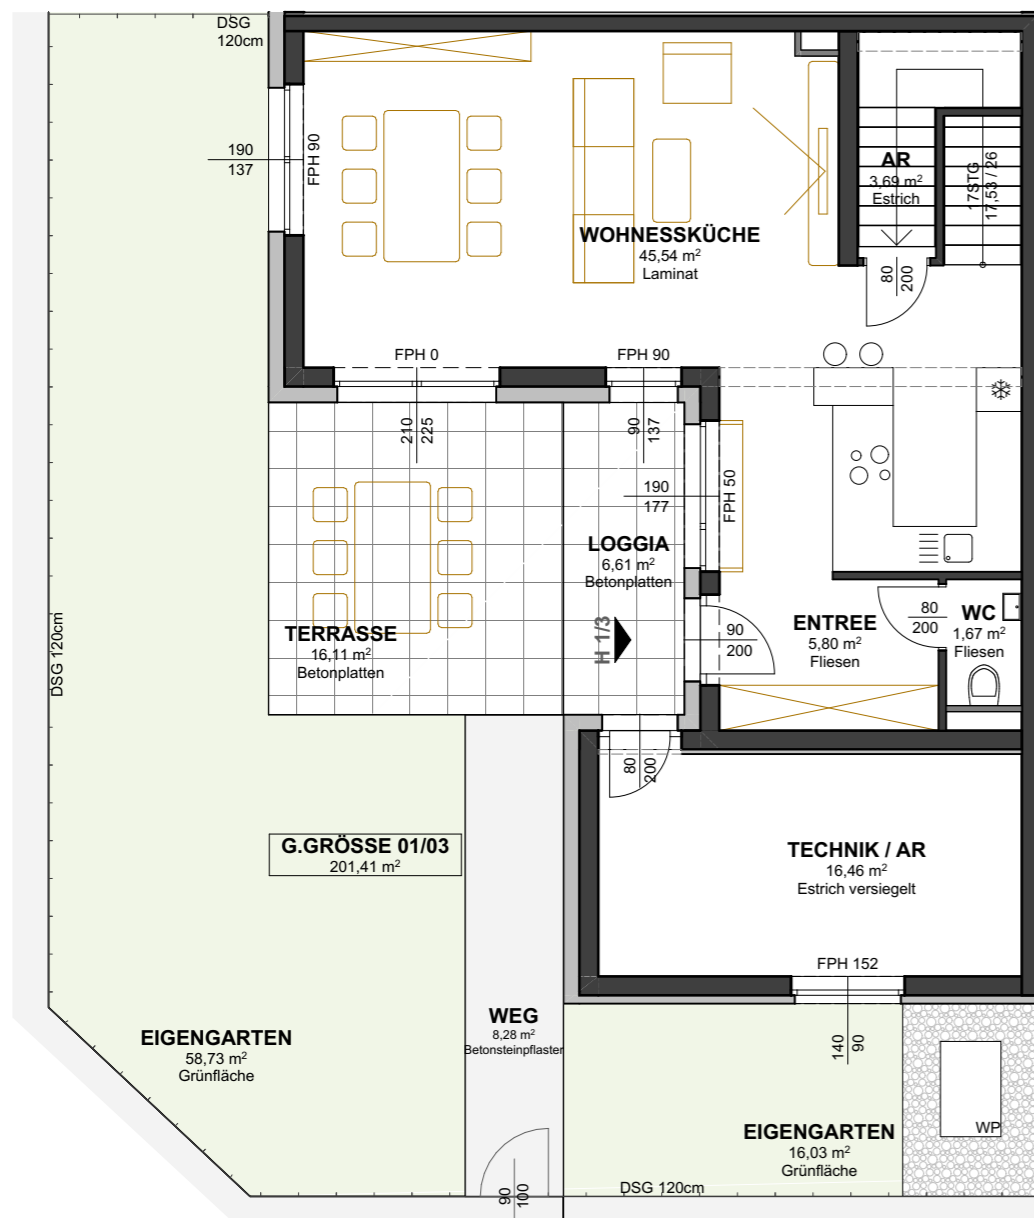 DSG
120cm
190
137
FPH 90
WOHNESSKÜCHE
45,54 m²
Laminat
AR
3,69 m²
Estrich
17STG
17,53 / 26
80
200
FPH 0
FPH 90
210
225
90
137
190
177
FPH 50
LOGGIA
6,61 m²
Betonplatten
TERRASSE
16,11 m²
Betonplatten
H 1/3
90
200
ENTREE
5,80 m²
Fliesen
80
200
WC
1,67 m²
Fliesen
DSG 120cm
80
200
G.GRÖSSE 01/03
201,41 m²
TECHNIK / AR
16,46 m²
Estrich versiegelt
FPH 152
WEG
8,28 m²
Betonsteinpflaster
EIGENGARTEN
58,73 m²
Grünfläche
140
90
EIGENGARTEN
16,03 m²
Grünfläche
WP
DSG 120cm
90
100